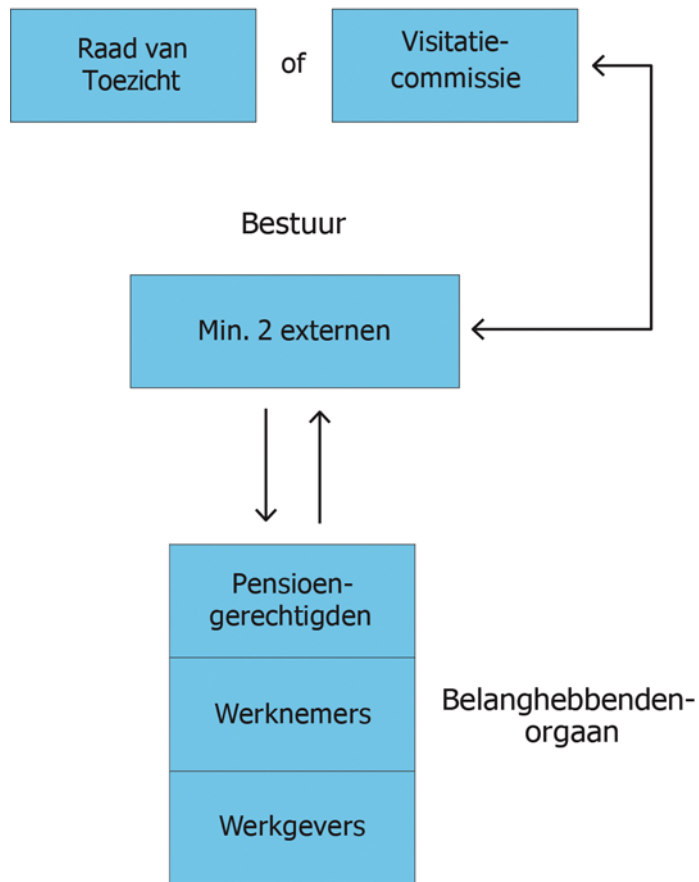 Raad van
Toezicht
of
Visitatie-
commissie
Bestuur
Min. 2 externen
Pensioen-
gerechtigden
Werknemers
Werkgevers
Belanghebbenden-
orgaan